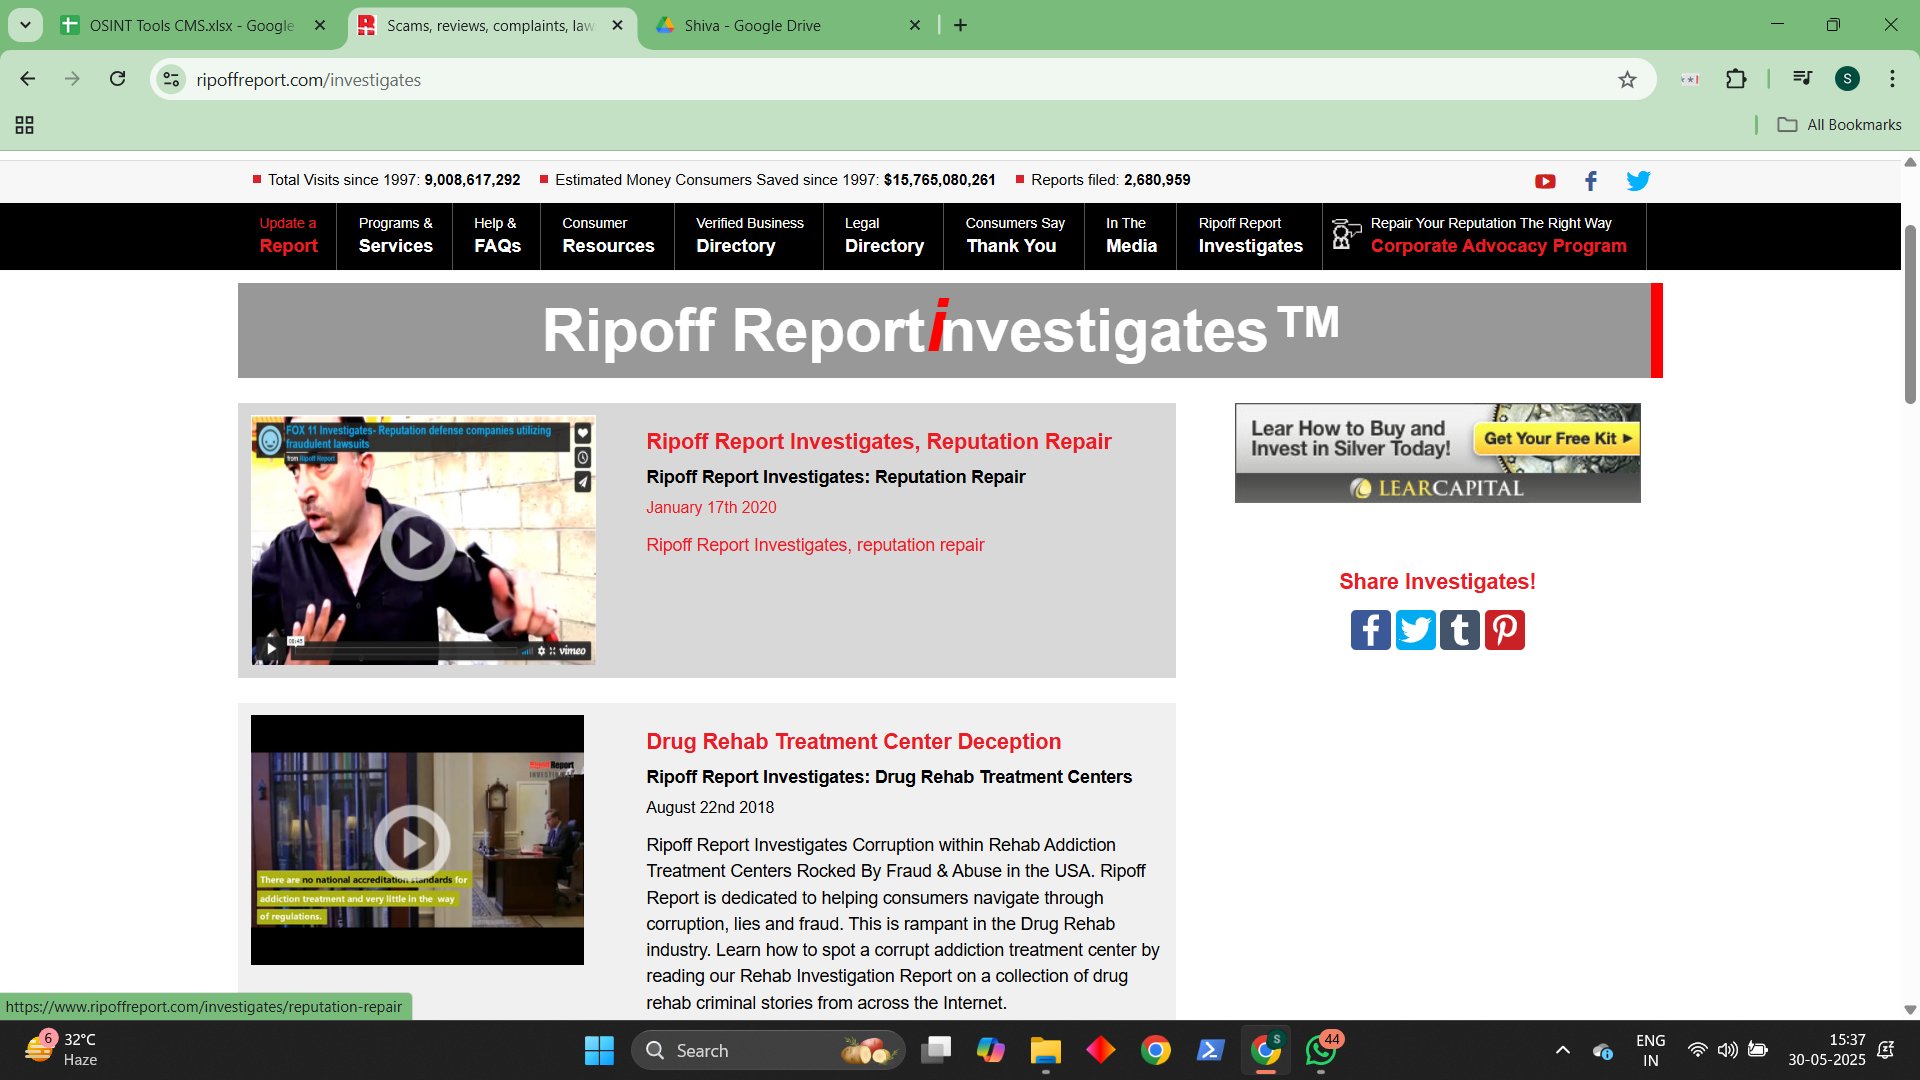 OSINT Tools CMS.xlsx - Google
Scams, reviews, complaints, law
Shiva - Google Drive
ripoffreport.com/investigates
S
All Bookmarks
Total Visits since 1997: 9,008,617,292
Estimated Money Consumers Saved since 1997: $15,765,080,261
Reports filed: 2,680,959
Update a
Report
Programs &
Services
Help &
FAQs
Consumer
Resources
Verified Business
Directory
Legal
Directory
Consumers Say
Thank You
In The
Media
Ripoff Report
Investigates
Repair Your Reputation The Right Way
Corporate Advocacy Program
Ripoff Report investigates™
FOX 11 Investigates- Reputation defense companies utilizing
fraudulent lawsuits
from Ripoff Report
vimeo
Ripoff Report Investigates, Reputation Repair
Ripoff Report Investigates: Reputation Repair
January 17th 2020
Ripoff Report Investigates, reputation repair
Lear How to Buy and
Invest in Silver Today!
Get Your Free Kit
LEARCAPITAL
Share Investigates!
There are no national accreditation standards for
addiction treatment and very little in the way
of regulations.
Drug Rehab Treatment Center Deception
Ripoff Report Investigates: Drug Rehab Treatment Centers
August 22nd 2018
Ripoff Report Investigates Corruption within Rehab Addiction
Treatment Centers Rocked By Fraud & Abuse in the USA. Ripoff
Report is dedicated to helping consumers navigate through
corruption, lies and fraud. This is rampant in the Drug Rehab
industry. Learn how to spot a corrupt addiction treatment center by
reading our Rehab Investigation Report on a collection of drug
rehab criminal stories from across the Internet.
https://www.ripoffreport.com/investigates/reputation-repair
6
32°C
Haze
Search
S
44
ENG
IN
15:37
30-05-2025